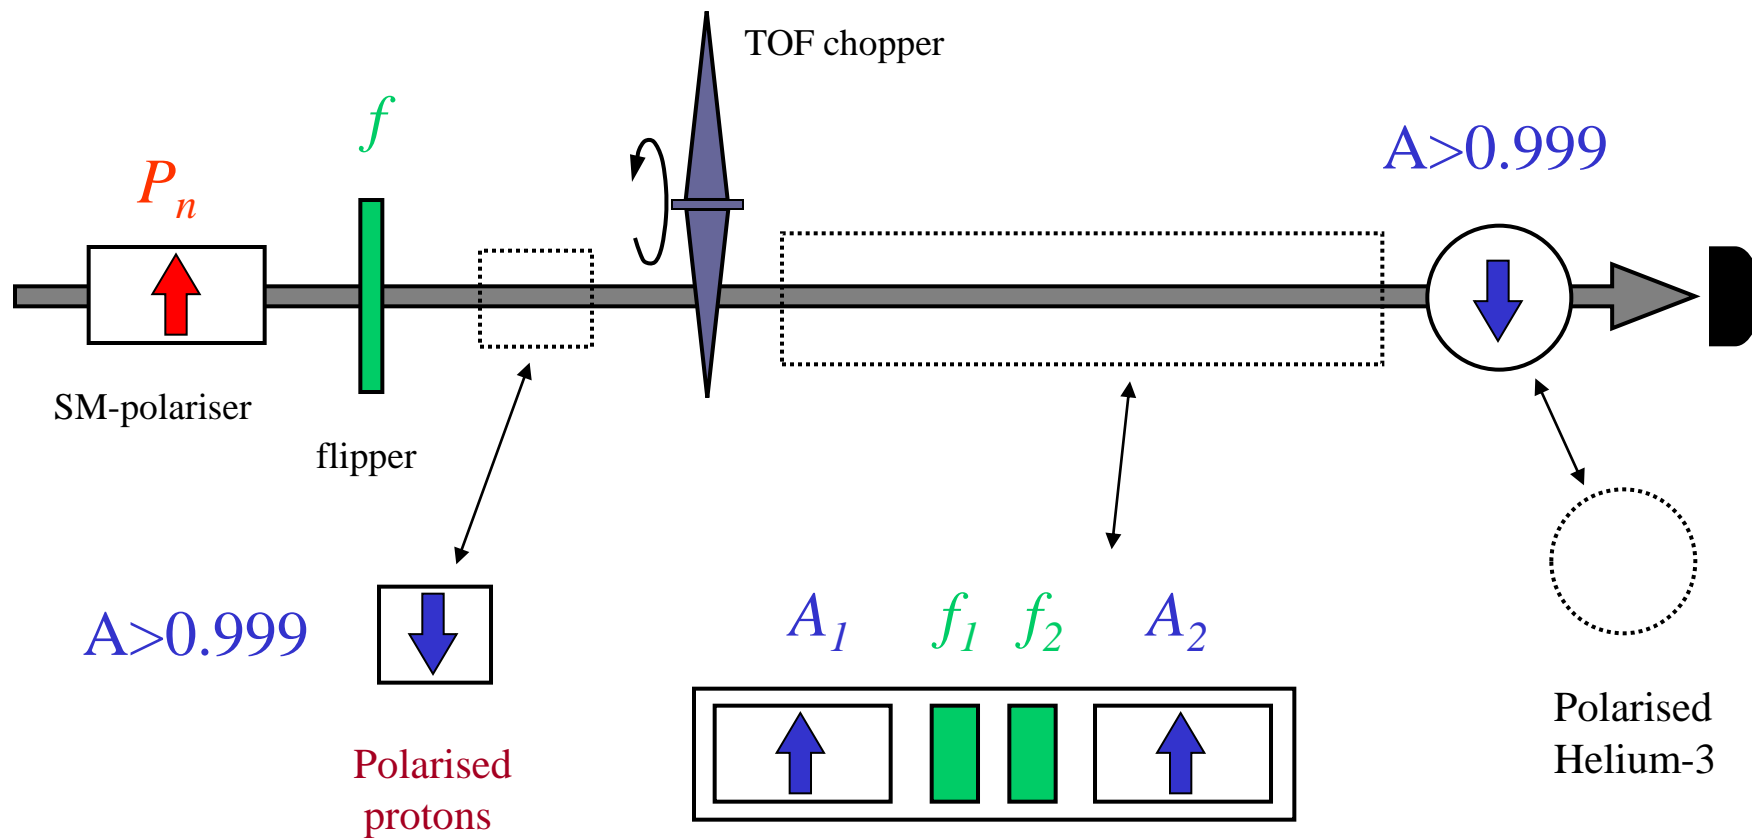 TOF chopper
f
A>0.999
Pn
SM-polariser
flipper
A>0.999
A1 f1 f2 A2
Polarised
protons
Polarised
Helium-3